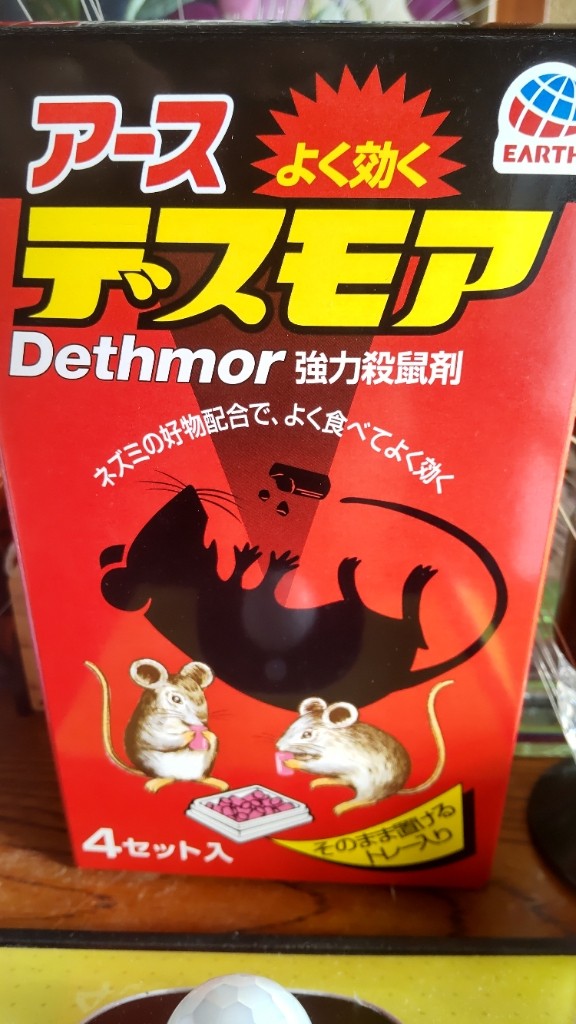 アース
よく効く
EARTH
デスモア
Dethmor 強力殺鼠剤
ネズミの好物配合で、よく食べてよく効く
4セット入
そのまま置ける
トレー入り